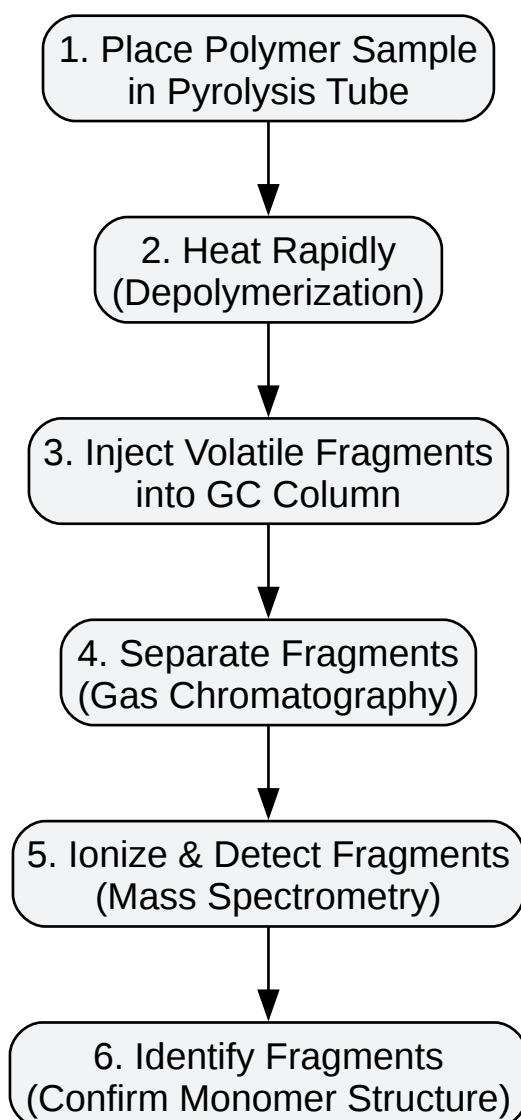 1. Place Polymer Sample
in Pyrolysis Tube
2. Heat Rapidly
(Depolymerization)
3. Inject Volatile Fragments
into GC Column
4. Separate Fragments
(Gas Chromatography)
5. Ionize & Detect Fragments
(Mass Spectrometry)
6. Identify Fragments
(Confirm Monomer Structure)